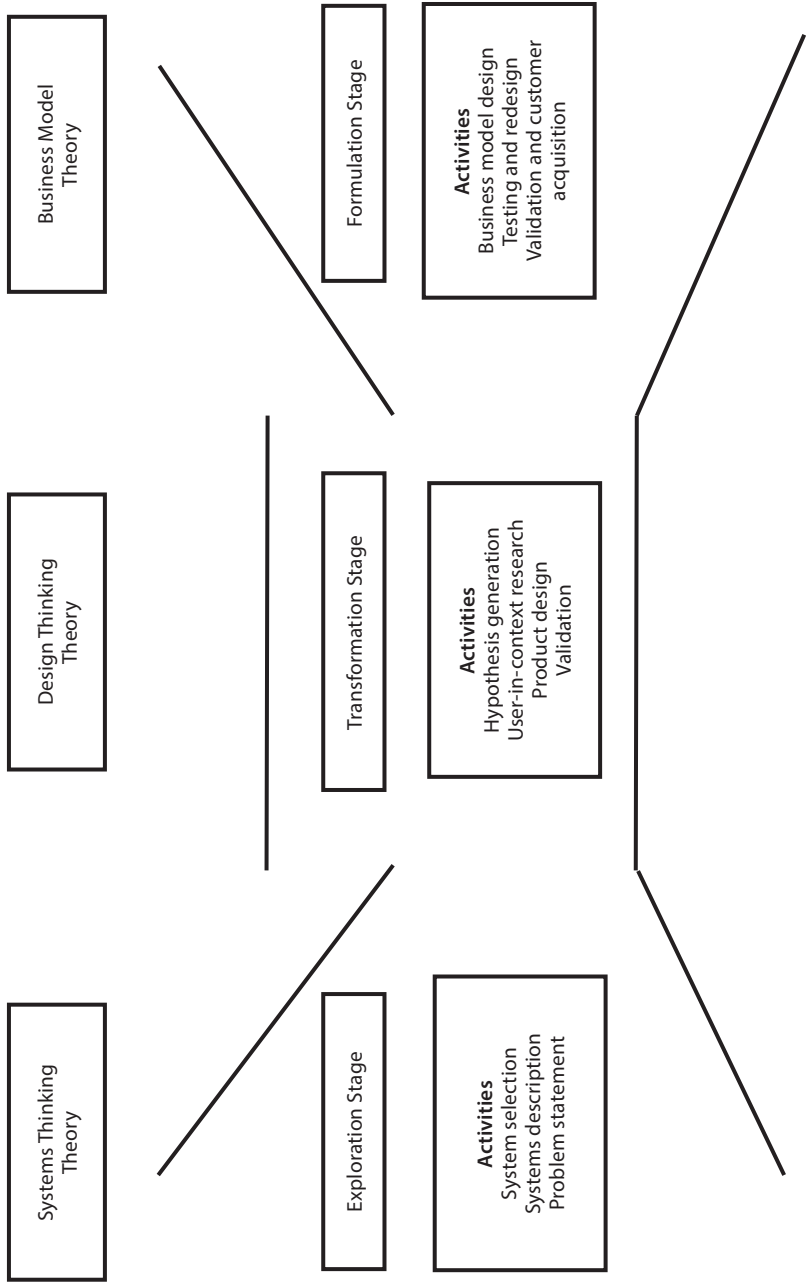 Systems Thinking
Theory
Design Thinking
Theory
Business Model
Theory
Exploration Stage
Transformation Stage
Formulation Stage
Activities
System selection
Systems description
Problem statement
Activities
Hypothesis generation
User-in-context research
Product design
Validation
Activities
Business model design
Testing and redesign
Validation and customer
acquisition